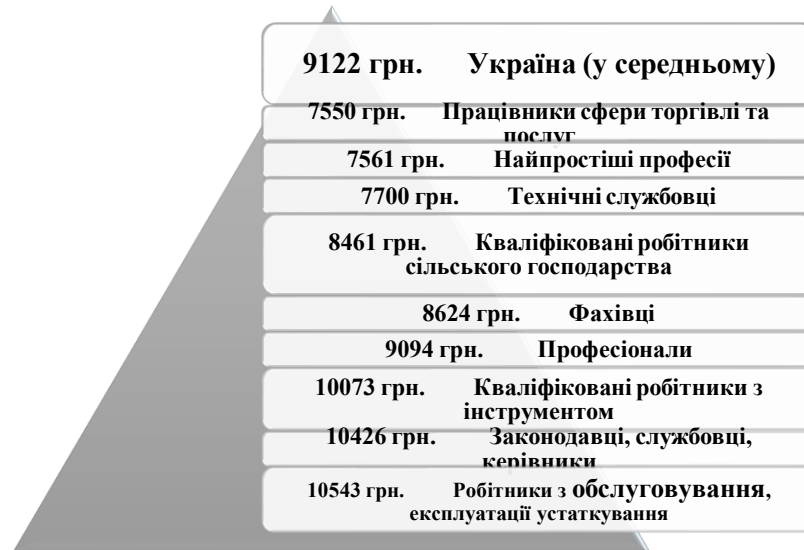 9122 грн. Україна (у середньому)
7550 грн. Працівники сфери торгівлі та
послуг
7561 грн. Найпростіші професії
7700 грн. Технічні службовці
8461 грн. Кваліфіковані робітники
сільського господарства
8624 грн. Фахівці
9094 грн. Професіонали
10073 грн. Кваліфіковані робітники з
інструментом
10426 грн. Законодавці, службовці,
керівники
10543 грн. Робітники з обслуговування,
експлуатації устаткування